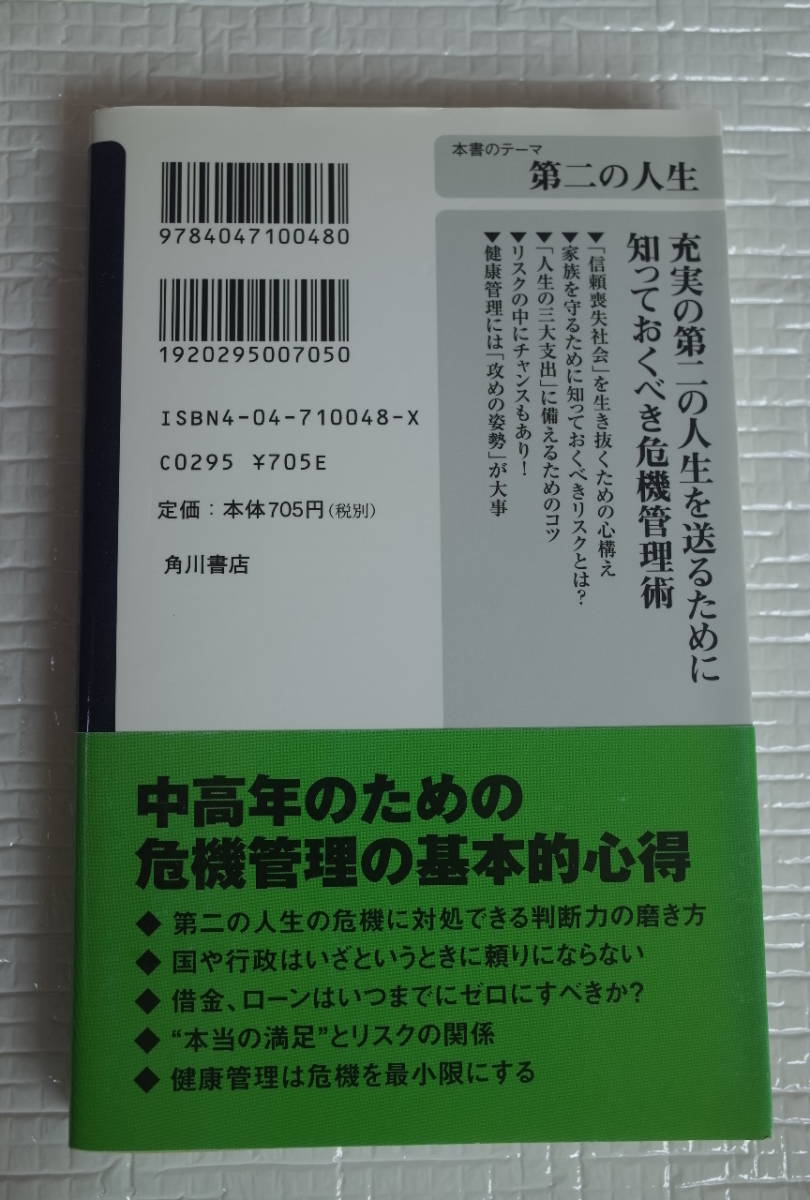 本書のテーマ
第二の人生
充実の第二の人生を送るために
知っておくべき危機管理術
▼「信頼喪失社会」を生き抜くための心構え
▼家族を守るために知っておくべきリスクとは？
▼「人生の三大支出」に備えるためのコツ
▼リスクの中にチャンスもあり！
▼健康管理には「攻めの姿勢」が大事
9784047100480
1920295007050
ISBN4-04-710048-X
C0295 ¥705E
定価：本体705円（税別）
角川書店
中高年のための
危機管理の基本的心得
◆ 第二の人生の危機に対処できる判断力の磨き方
◆ 国や行政はいざというときに頼りにならない
◆ 借金、ローンはいつまでにゼロにすべきか？
◆ “本当の満足”とリスクの関係
◆ 健康管理は危機を最小限にする